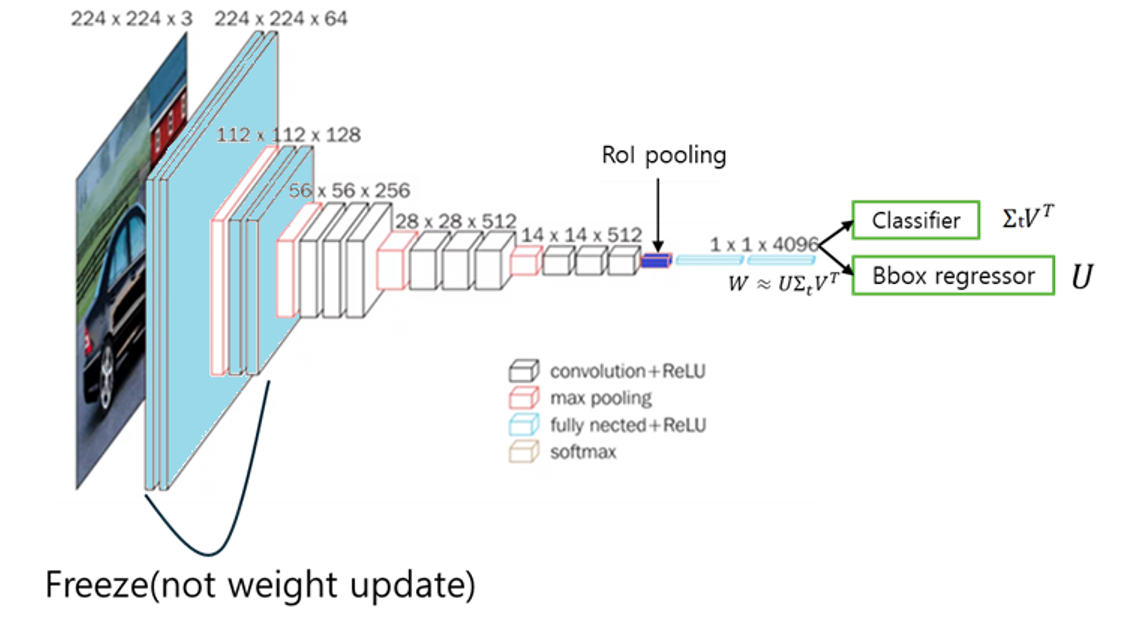 224 x 224 x 3
224 x 224 x 64
112 x 112 x 128
56 x 56 x 256
28 x 28 x 512
14 x 14 x 512
RoI pooling
1 x 1 x 4096
W ≈ UΣₜVᵀ
Classifier
ΣₜVᵀ
Bbox regressor
U
convolution+ReLU
max pooling
fully nected+ReLU
softmax
Freeze(not weight update)